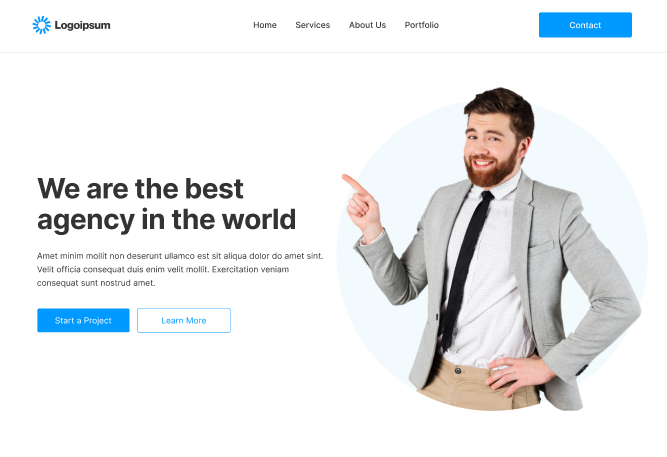 Logoipsum
Home Services About Us Portfolio
Contact
We are the best
agency in the world
Amet minim mollit non deserunt ullamco est sit aliqua dolor do amet sint.
Velit officia consequat duis enim velit mollit. Exercitation veniam
consequat sunt nostrud amet.
Start a Project
Learn More